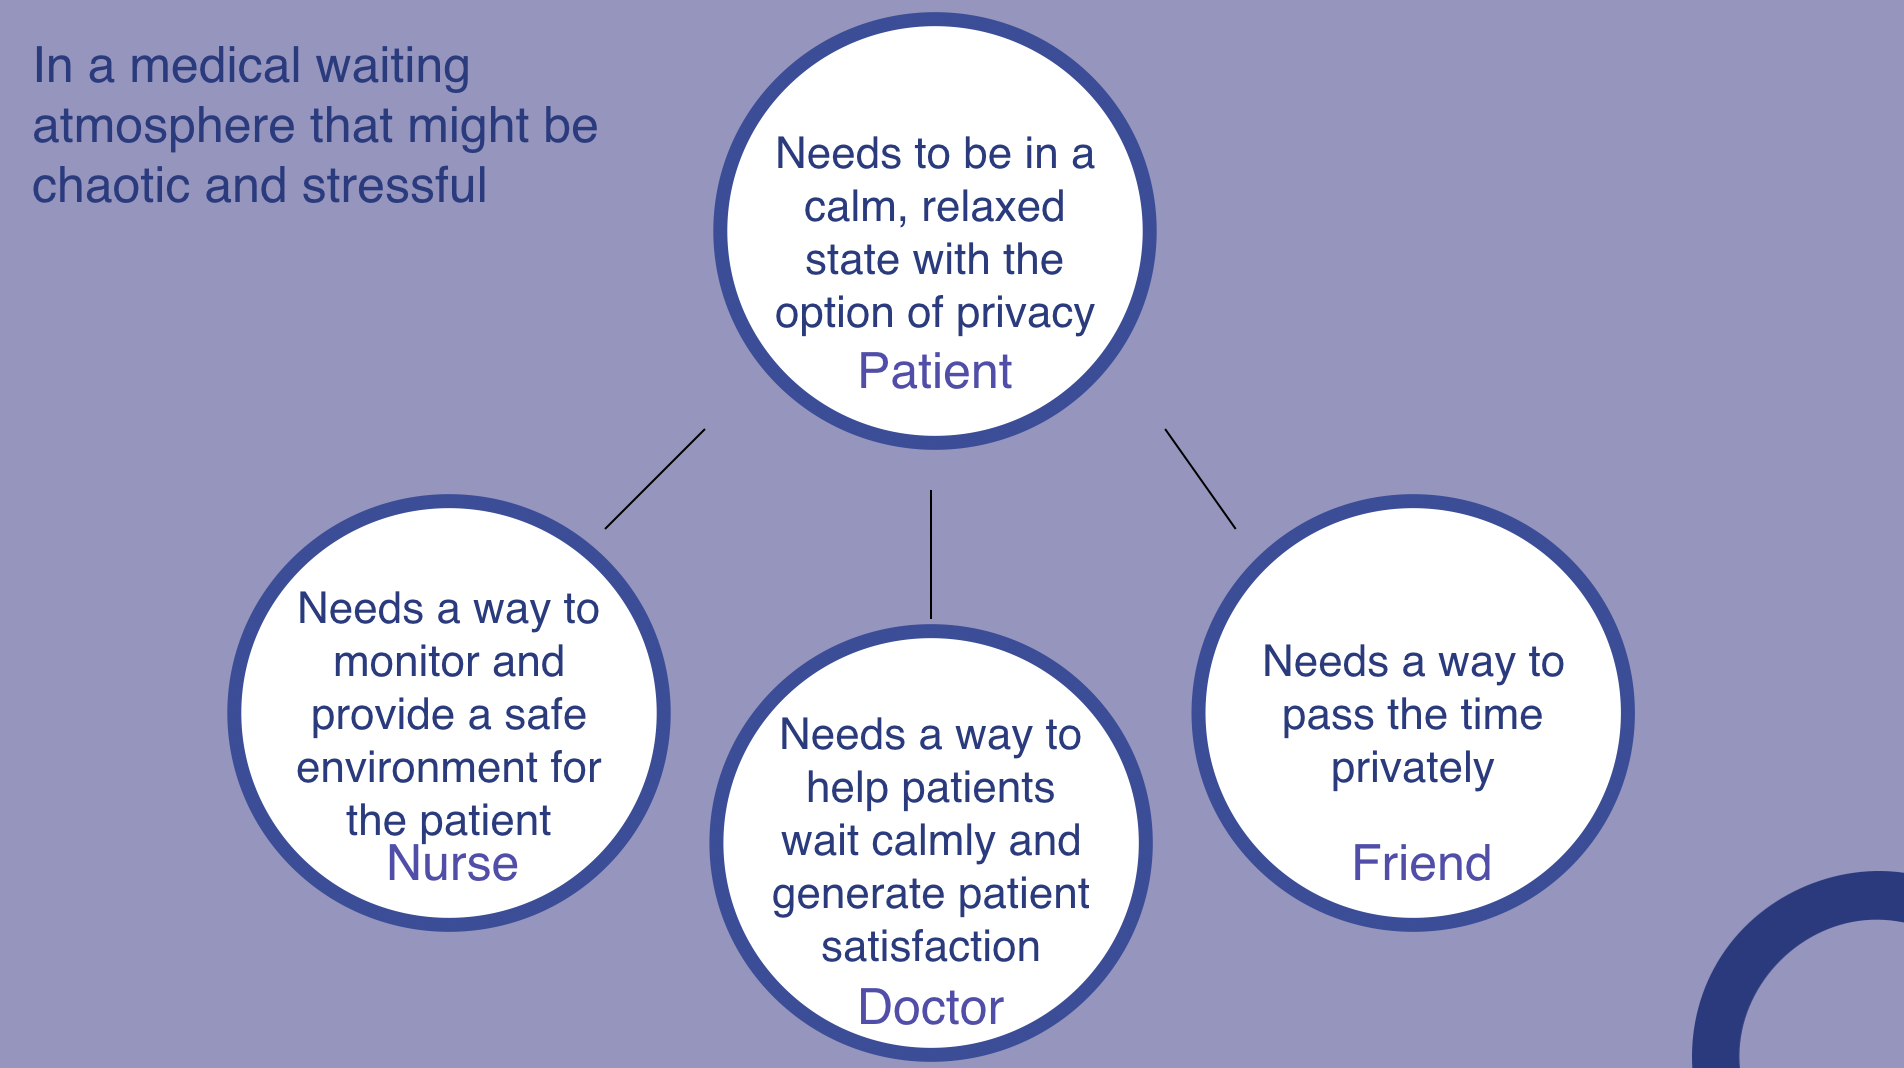 In a medical waiting
atmosphere that might be
chaotic and stressful
Needs to be in a
calm, relaxed
state with the
option of privacy
Patient
Needs a way to
monitor and
provide a safe
environment for
the patient
Nurse
Needs a way to
help patients
wait calmly and
generate patient
satisfaction
Doctor
Needs a way to
pass the time
privately
Friend